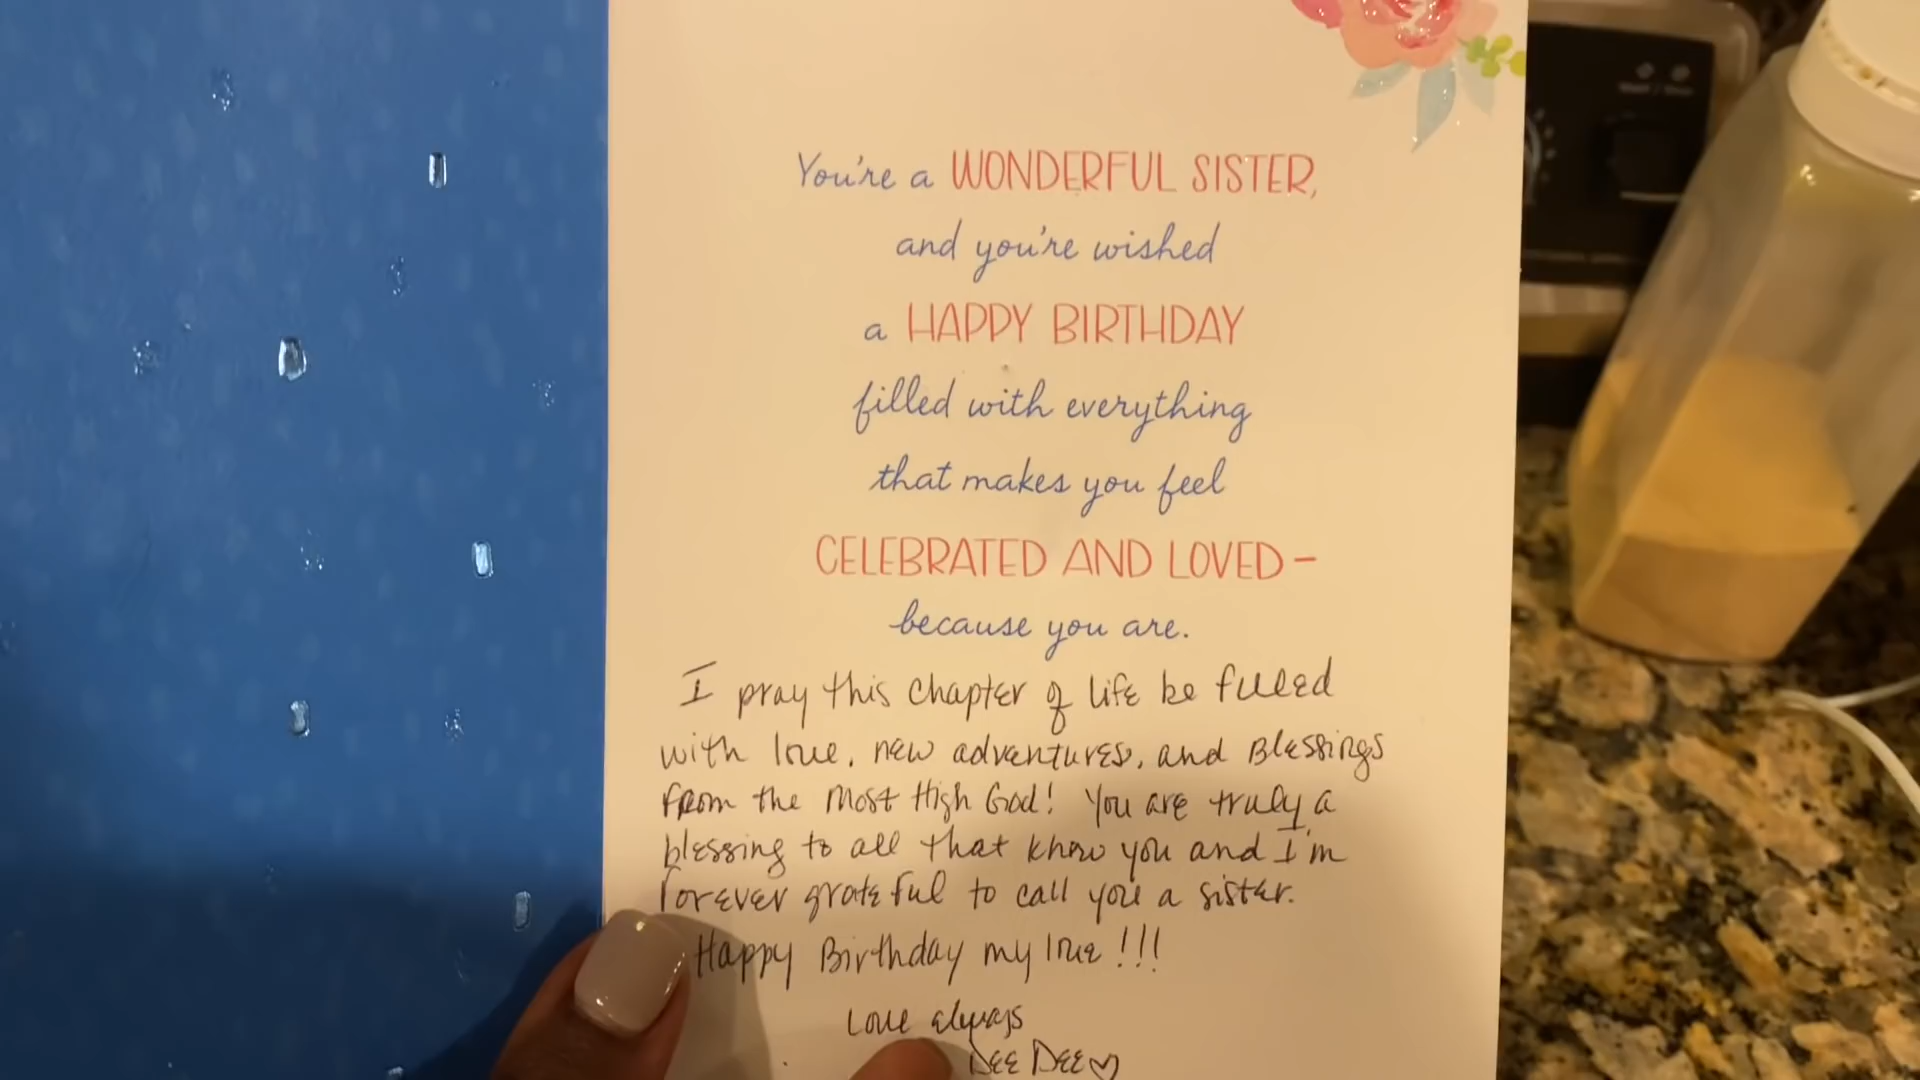 You're a WONDERFUL SISTER,
and you're wished
a HAPPY BIRTHDAY
filled with everything
that makes you feel
CELEBRATED AND LOVED –
because you are.
I pray this chapter of life be filled
with love, new adventures, and Blessings
from the Most High God! You are truly a
blessing to all that know you and I'm
forever grateful to call you a sister.
Happy Birthday my love!!!
Love always
DEE DEE♡